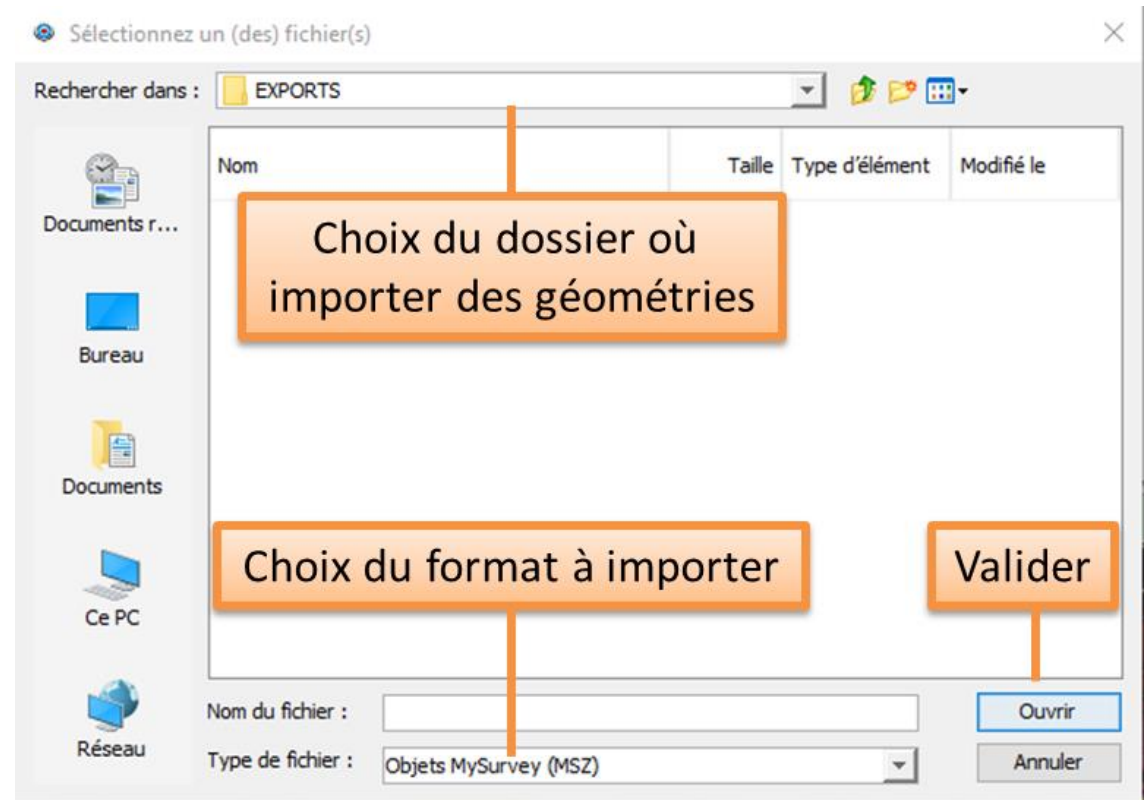 Sélectionnez un (des) fichier(s)
Rechercher dans : EXPORTS
Nom Taille Type d'élément Modifié le
Documents r...
Choix du dossier où
importer des géométries
Bureau
Documents
Choix du format à importer
Valider
Ce PC
Réseau
Nom du fichier :
Ouvrir
Type de fichier : Objets MySurvey (MSZ)
Annuler